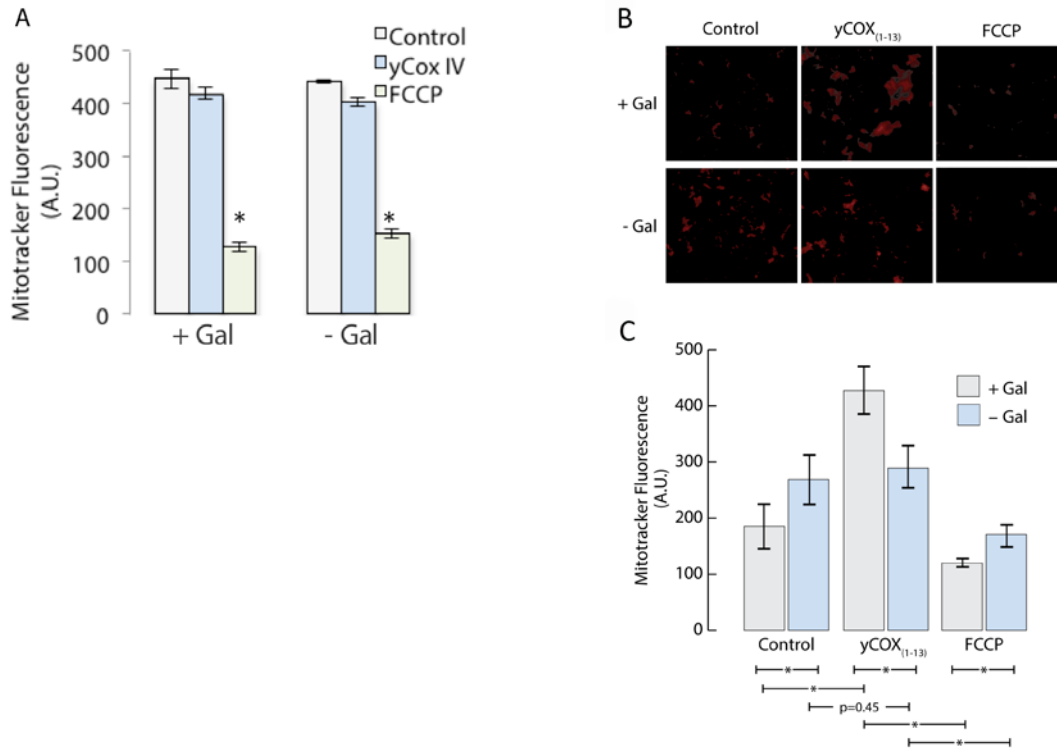 A
Control
yCox IV
FCCP
500
400
300
200
100
0
Mitotracker Fluorescence
(A.U.)
*
*
+ Gal
- Gal
B
Control
yCOX(1-13)
FCCP
+ Gal
- Gal
C
500
400
300
200
100
0
Mitotracker Fluorescence
(A.U.)
+ Gal
– Gal
Control
yCOX(1-13)
FCCP
*
*
*
*
p=0.45
*
*